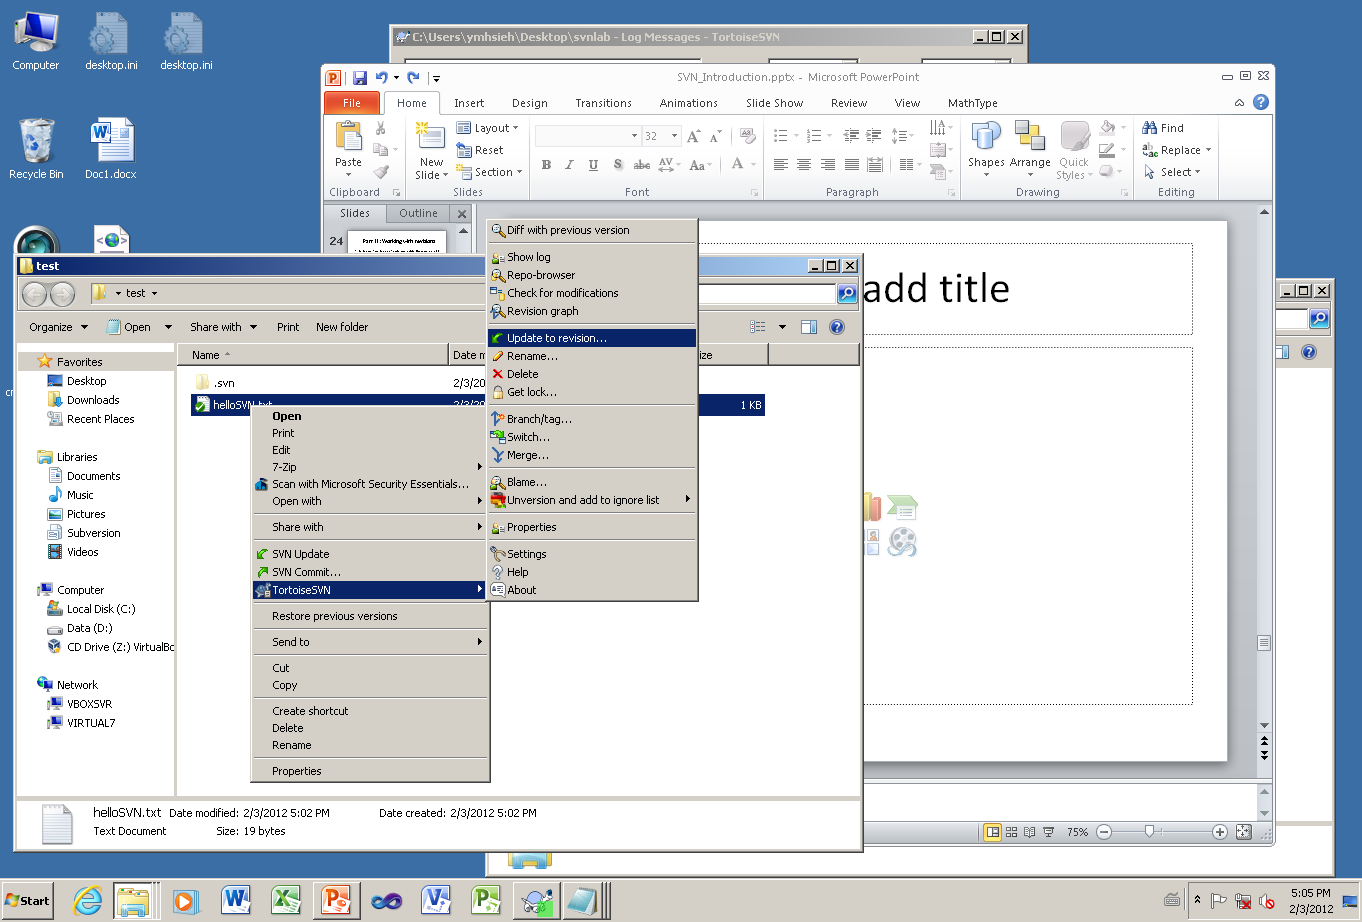 Computer
desktop.ini
desktop.ini
Recycle Bin
Doc1.docx
C:\Users\ymhsieh\Desktop\svnlab - Log Messages - TortoiseSVN
SVN_Introduction.pptx - Microsoft PowerPoint
File Home Insert Design Transitions Animations Slide Show Review View MathType
Paste
Clipboard
New
Slide
Layout
Reset
Section
Slides
32
Font
Paragraph
Shapes Arrange Quick
Styles
Drawing
Find
Replace
Select
Editing
Slides Outline
24
Part II: Working with revisions
add title
test
test
Organize Open Share with Print New folder
Name Date m ize
.svn 2/3/20
helloSVN.txt 2/3/20 1 KB
Favorites
Desktop
Downloads
Recent Places
Libraries
Documents
Music
Pictures
Subversion
Videos
Computer
Local Disk (C:)
Data (D:)
CD Drive (Z:) VirtualBo
Network
VBOXSVR
VIRTUAL7
Open
Print
Edit
7-Zip
Scan with Microsoft Security Essentials...
Open with
Share with
SVN Update
SVN Commit...
TortoiseSVN
Restore previous versions
Send to
Cut
Copy
Create shortcut
Delete
Rename
Properties
Diff with previous version
Show log
Repo-browser
Check for modifications
Revision graph
Update to revision...
Rename...
Delete
Get lock...
Branch/tag...
Switch...
Merge...
Blame...
Unversion and add to ignore list
Properties
Settings
Help
About
helloSVN.txt Date modified: 2/3/2012 5:02 PM Date created: 2/3/2012 5:02 PM
Text Document Size: 19 bytes
75%
Start
5:05 PM
2/3/2012